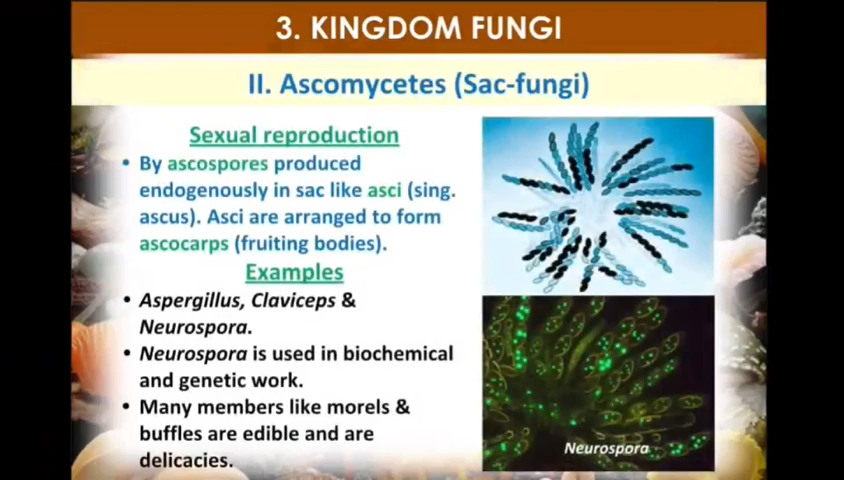 3. KINGDOM FUNGI
II. Ascomycetes (Sac-fungi)
Sexual reproduction
• By ascospores produced
endogenously in sac like asci (sing.
ascus). Asci are arranged to form
ascocarps (fruiting bodies).
Examples
• Aspergillus, Claviceps &
Neurospora.
• Neurospora is used in biochemical
and genetic work.
• Many members like morels &
buffles are edible and are
delicacies.
Neurospora